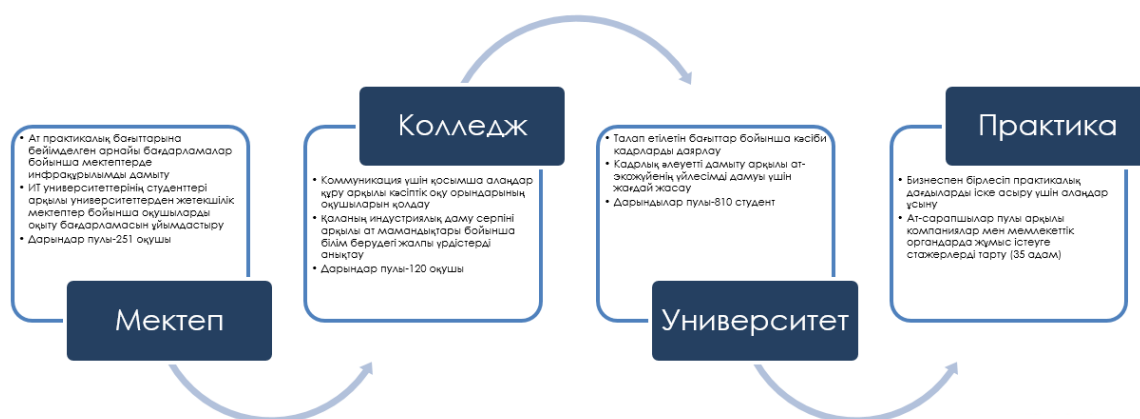 • Ат практикалық бағыттарына
бейімделген арнайы бағдарламалар
бойынша мектептерде
инфрақұрылымды дамыту
• ИТ университеттерінің студенттері
арқылы университеттерден жетекшілік
мектептер бойынша оқушыларды
оқыту бағдарламасын ұйымдастыру
• Дарындар пулы-251 оқушы
Мектеп
Колледж
• Коммуникация үшін қосымша алаңдар
құру арқылы кәсіптік оқу орындарының
оқушыларын қолдау
• Қаланың индустриялық даму серпіні
арқылы ат мамандықтары бойынша
білім берудегі жалпы үрдістерді
анықтау
• Дарындар пулы-120 оқушы
• Талап етілетін бағыттар бойынша кәсіби
кадрларды даярлау
• Кадрлық әлеуетті дамыту арқылы ат-
экожүйенің үйлесімді дамуы үшін
жағдай жасау
• Дарындылар пулы-810 студент
Университет
Практика
• Бизнеспен бірлесіп практикалық
дағдыларды іске асыру үшін алаңдар
ұсыну
• Ат-сарапшылар пулы арқылы
компаниялар мен мемлекеттік
органдарда жұмыс істеуге
стажерлерді тарту (35 адам)